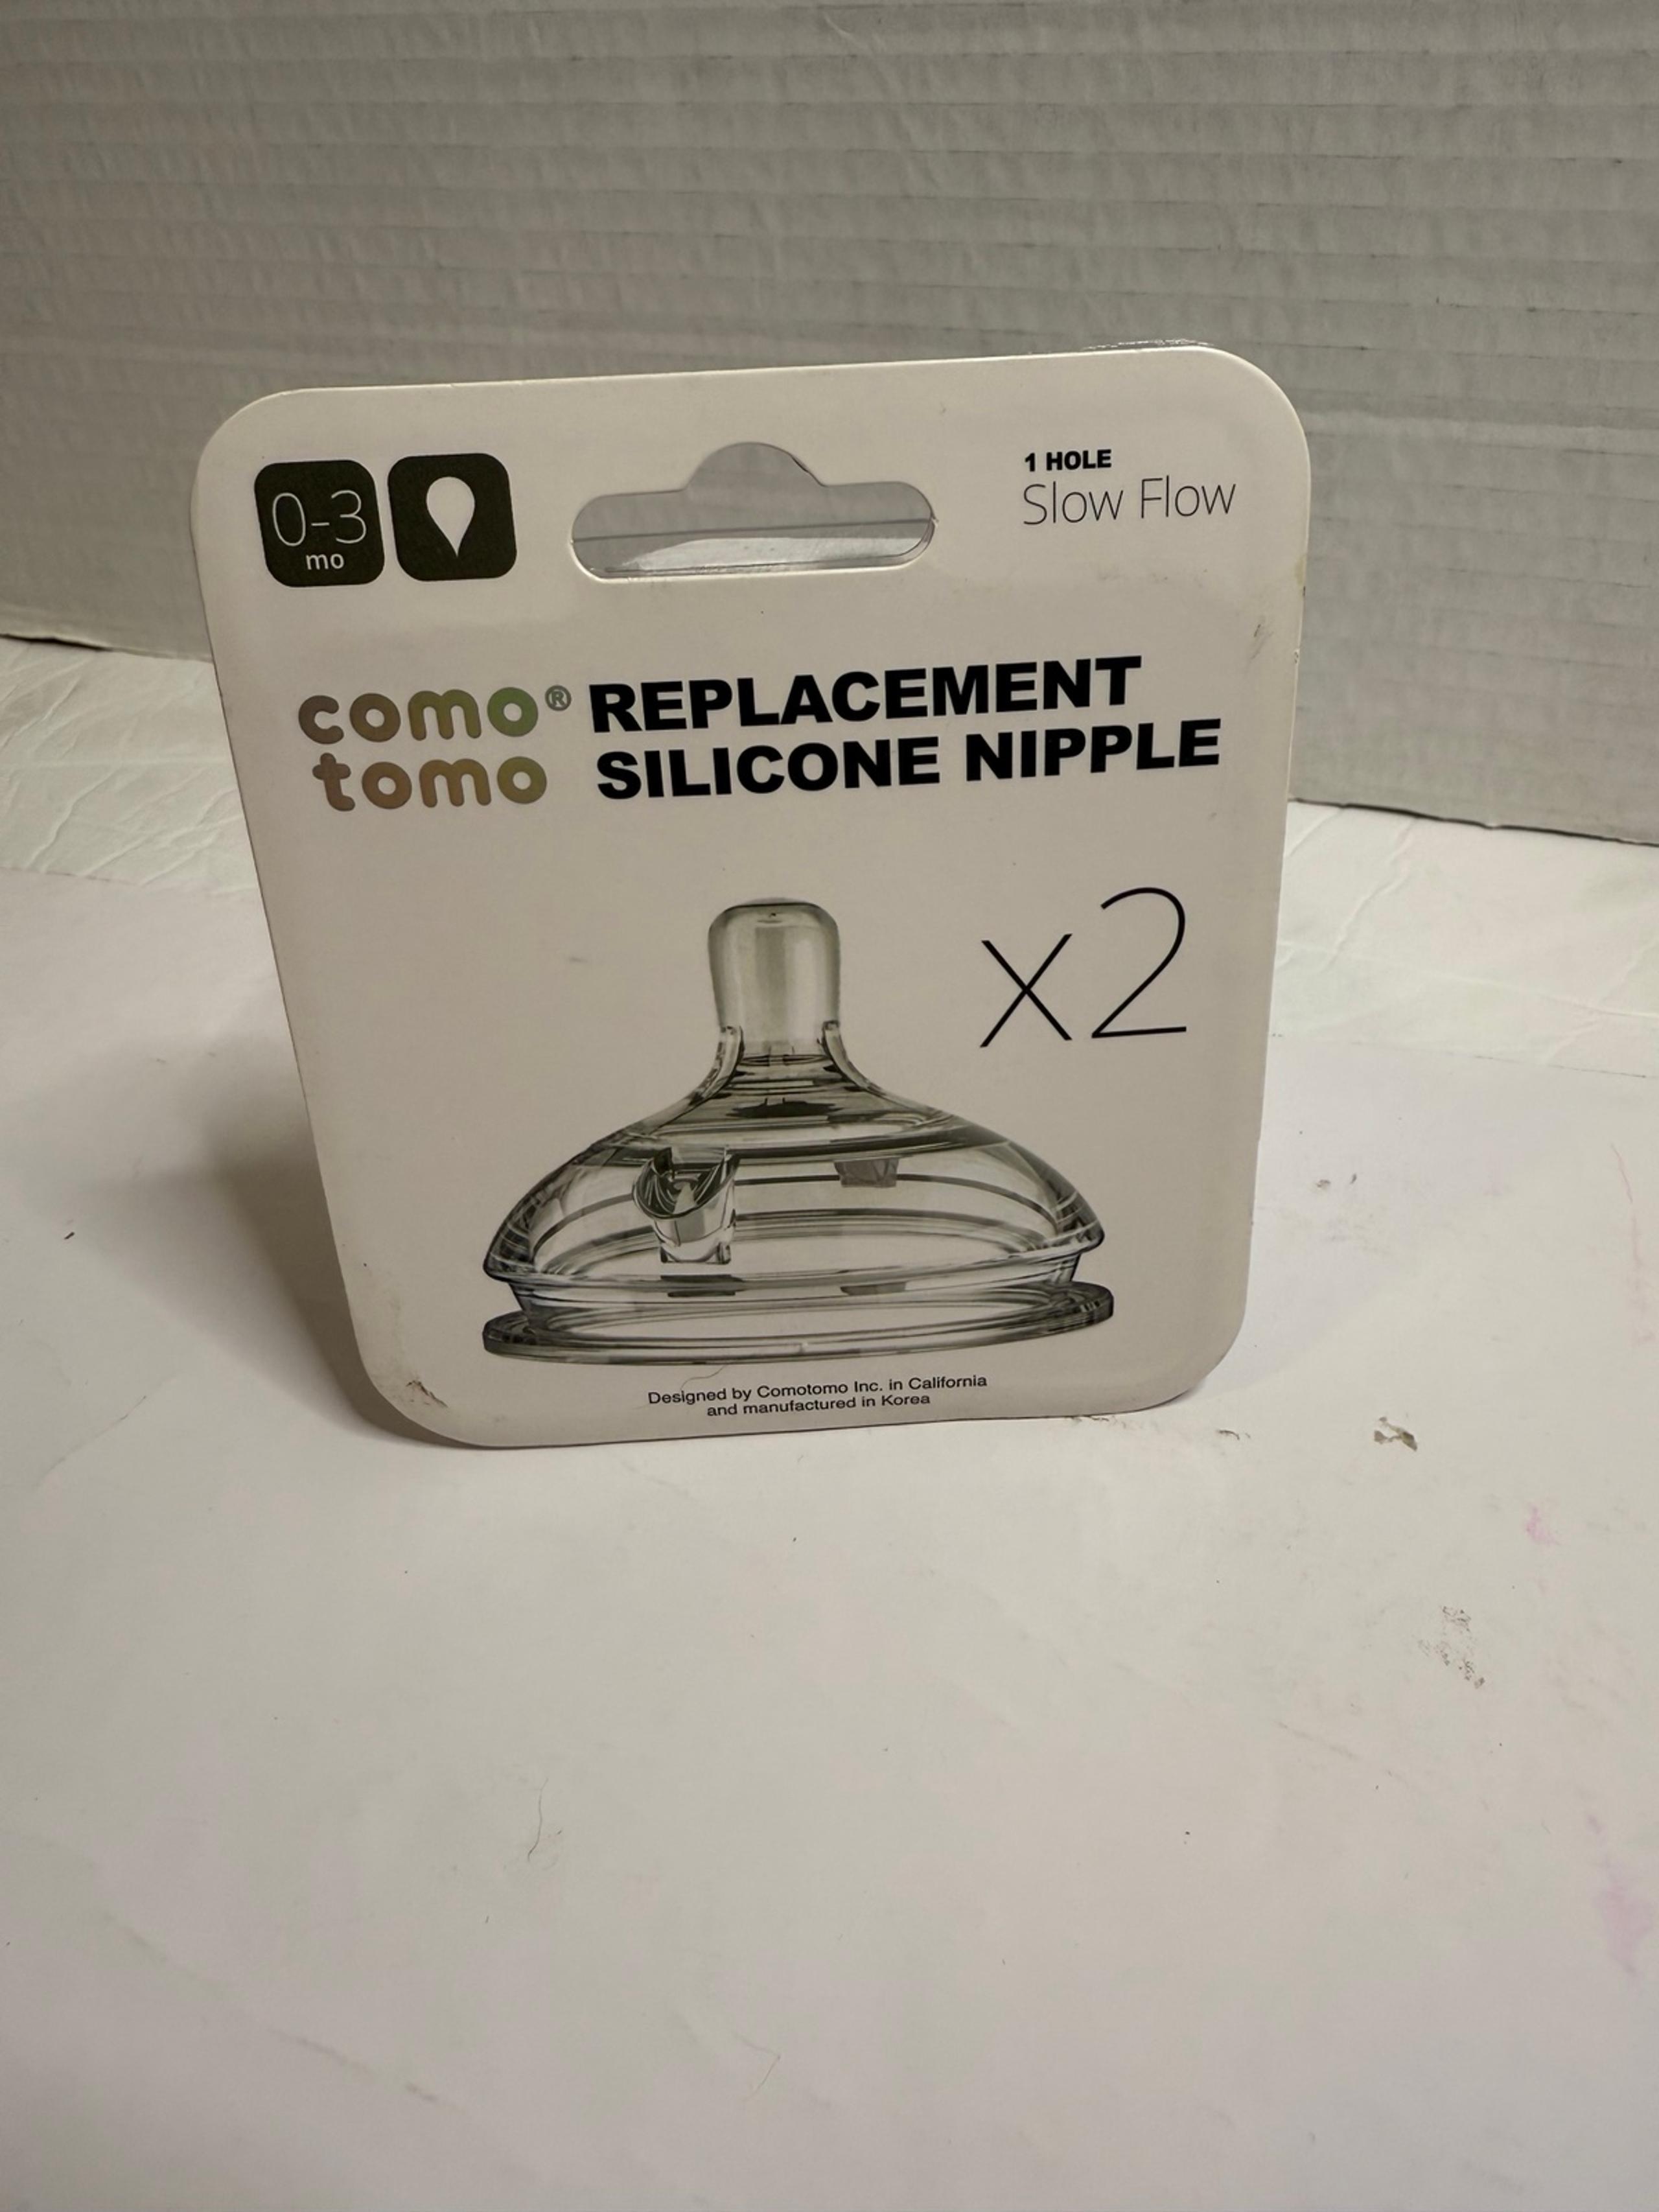 0-3
mo
1 HOLE
Slow Flow
como®
tomo
REPLACEMENT
SILICONE NIPPLE
x2
Designed by Comotomo Inc. in California
and manufactured in Korea